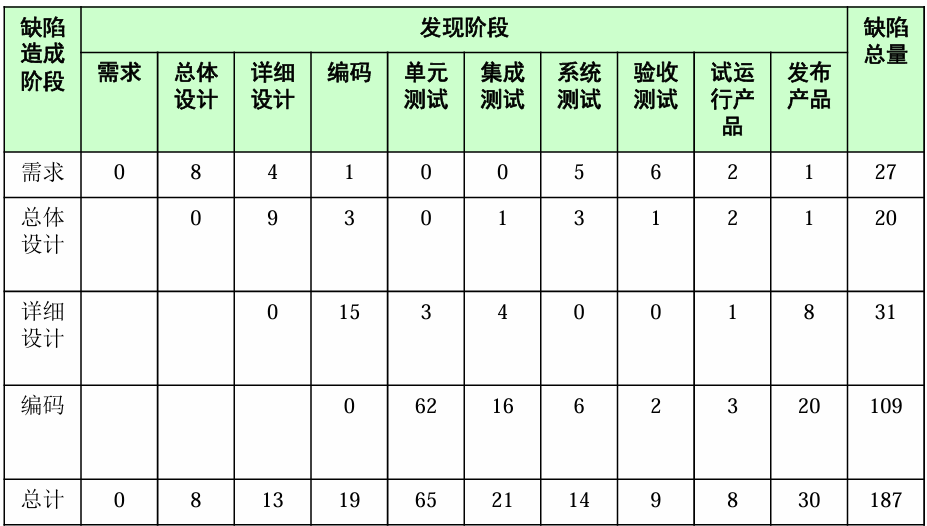 缺陷造成阶段 发现阶段 缺陷总量
需求 总体设计 详细设计 编码 单元测试 集成测试 系统测试 验收测试 试运行产品 发布产品
需求 0 8 4 1 0 0 5 6 2 1 27
总体设计 0 9 3 0 1 3 1 2 1 20
详细设计 0 15 3 4 0 0 1 8 31
编码 0 62 16 6 2 3 20 109
总计 0 8 13 19 65 21 14 9 8 30 187